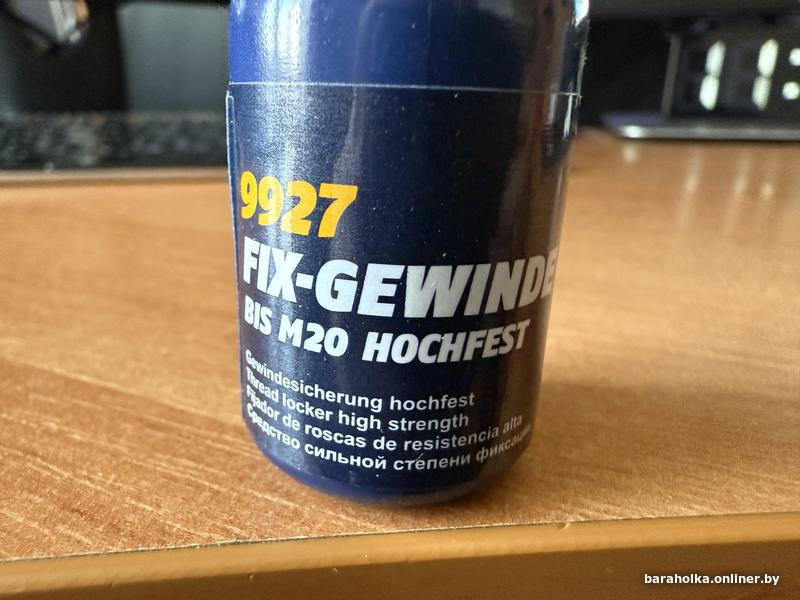 11:
9927
FIX-GEWINDE
BIS M20 HOCHFEST
Gewindesicherung hochfest
Thread locker high strength
Fijador de roscas de resistencia alta
Средство сильной степени фиксации
baraholka.onliner.by